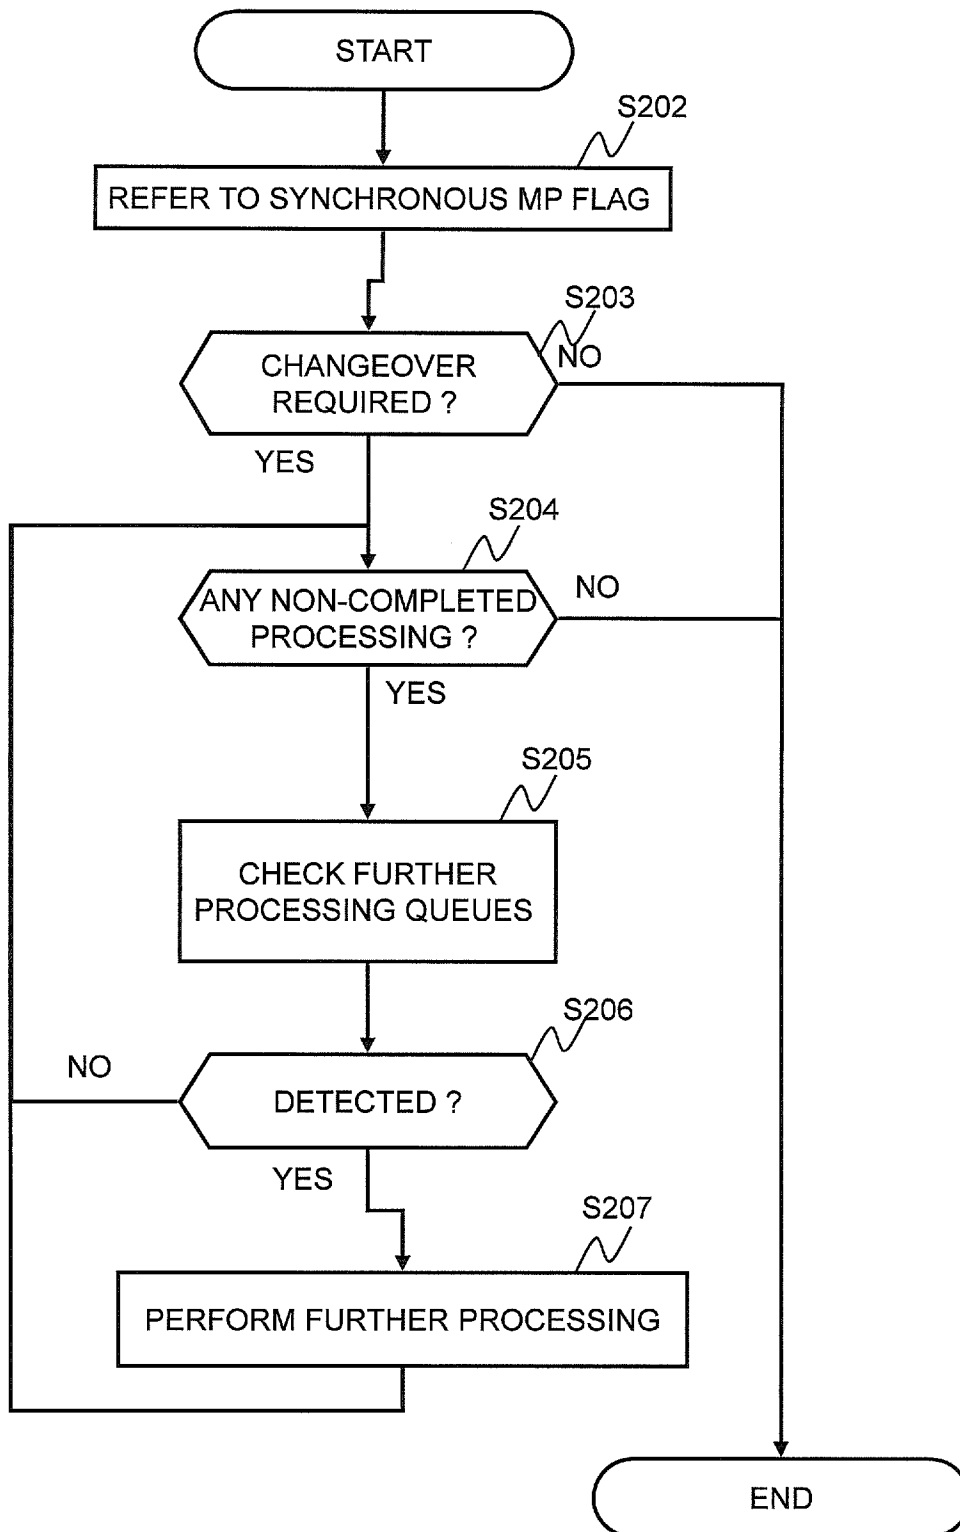 START
S202
REFER TO SYNCHRONOUS MP FLAG
S203
NO
CHANGEOVER
REQUIRED ?
YES
S204
ANY NON-COMPLETED
PROCESSING ?
NO
YES
S205
CHECK FURTHER
PROCESSING QUEUES
S206
NO
DETECTED ?
YES
S207
PERFORM FURTHER PROCESSING
END